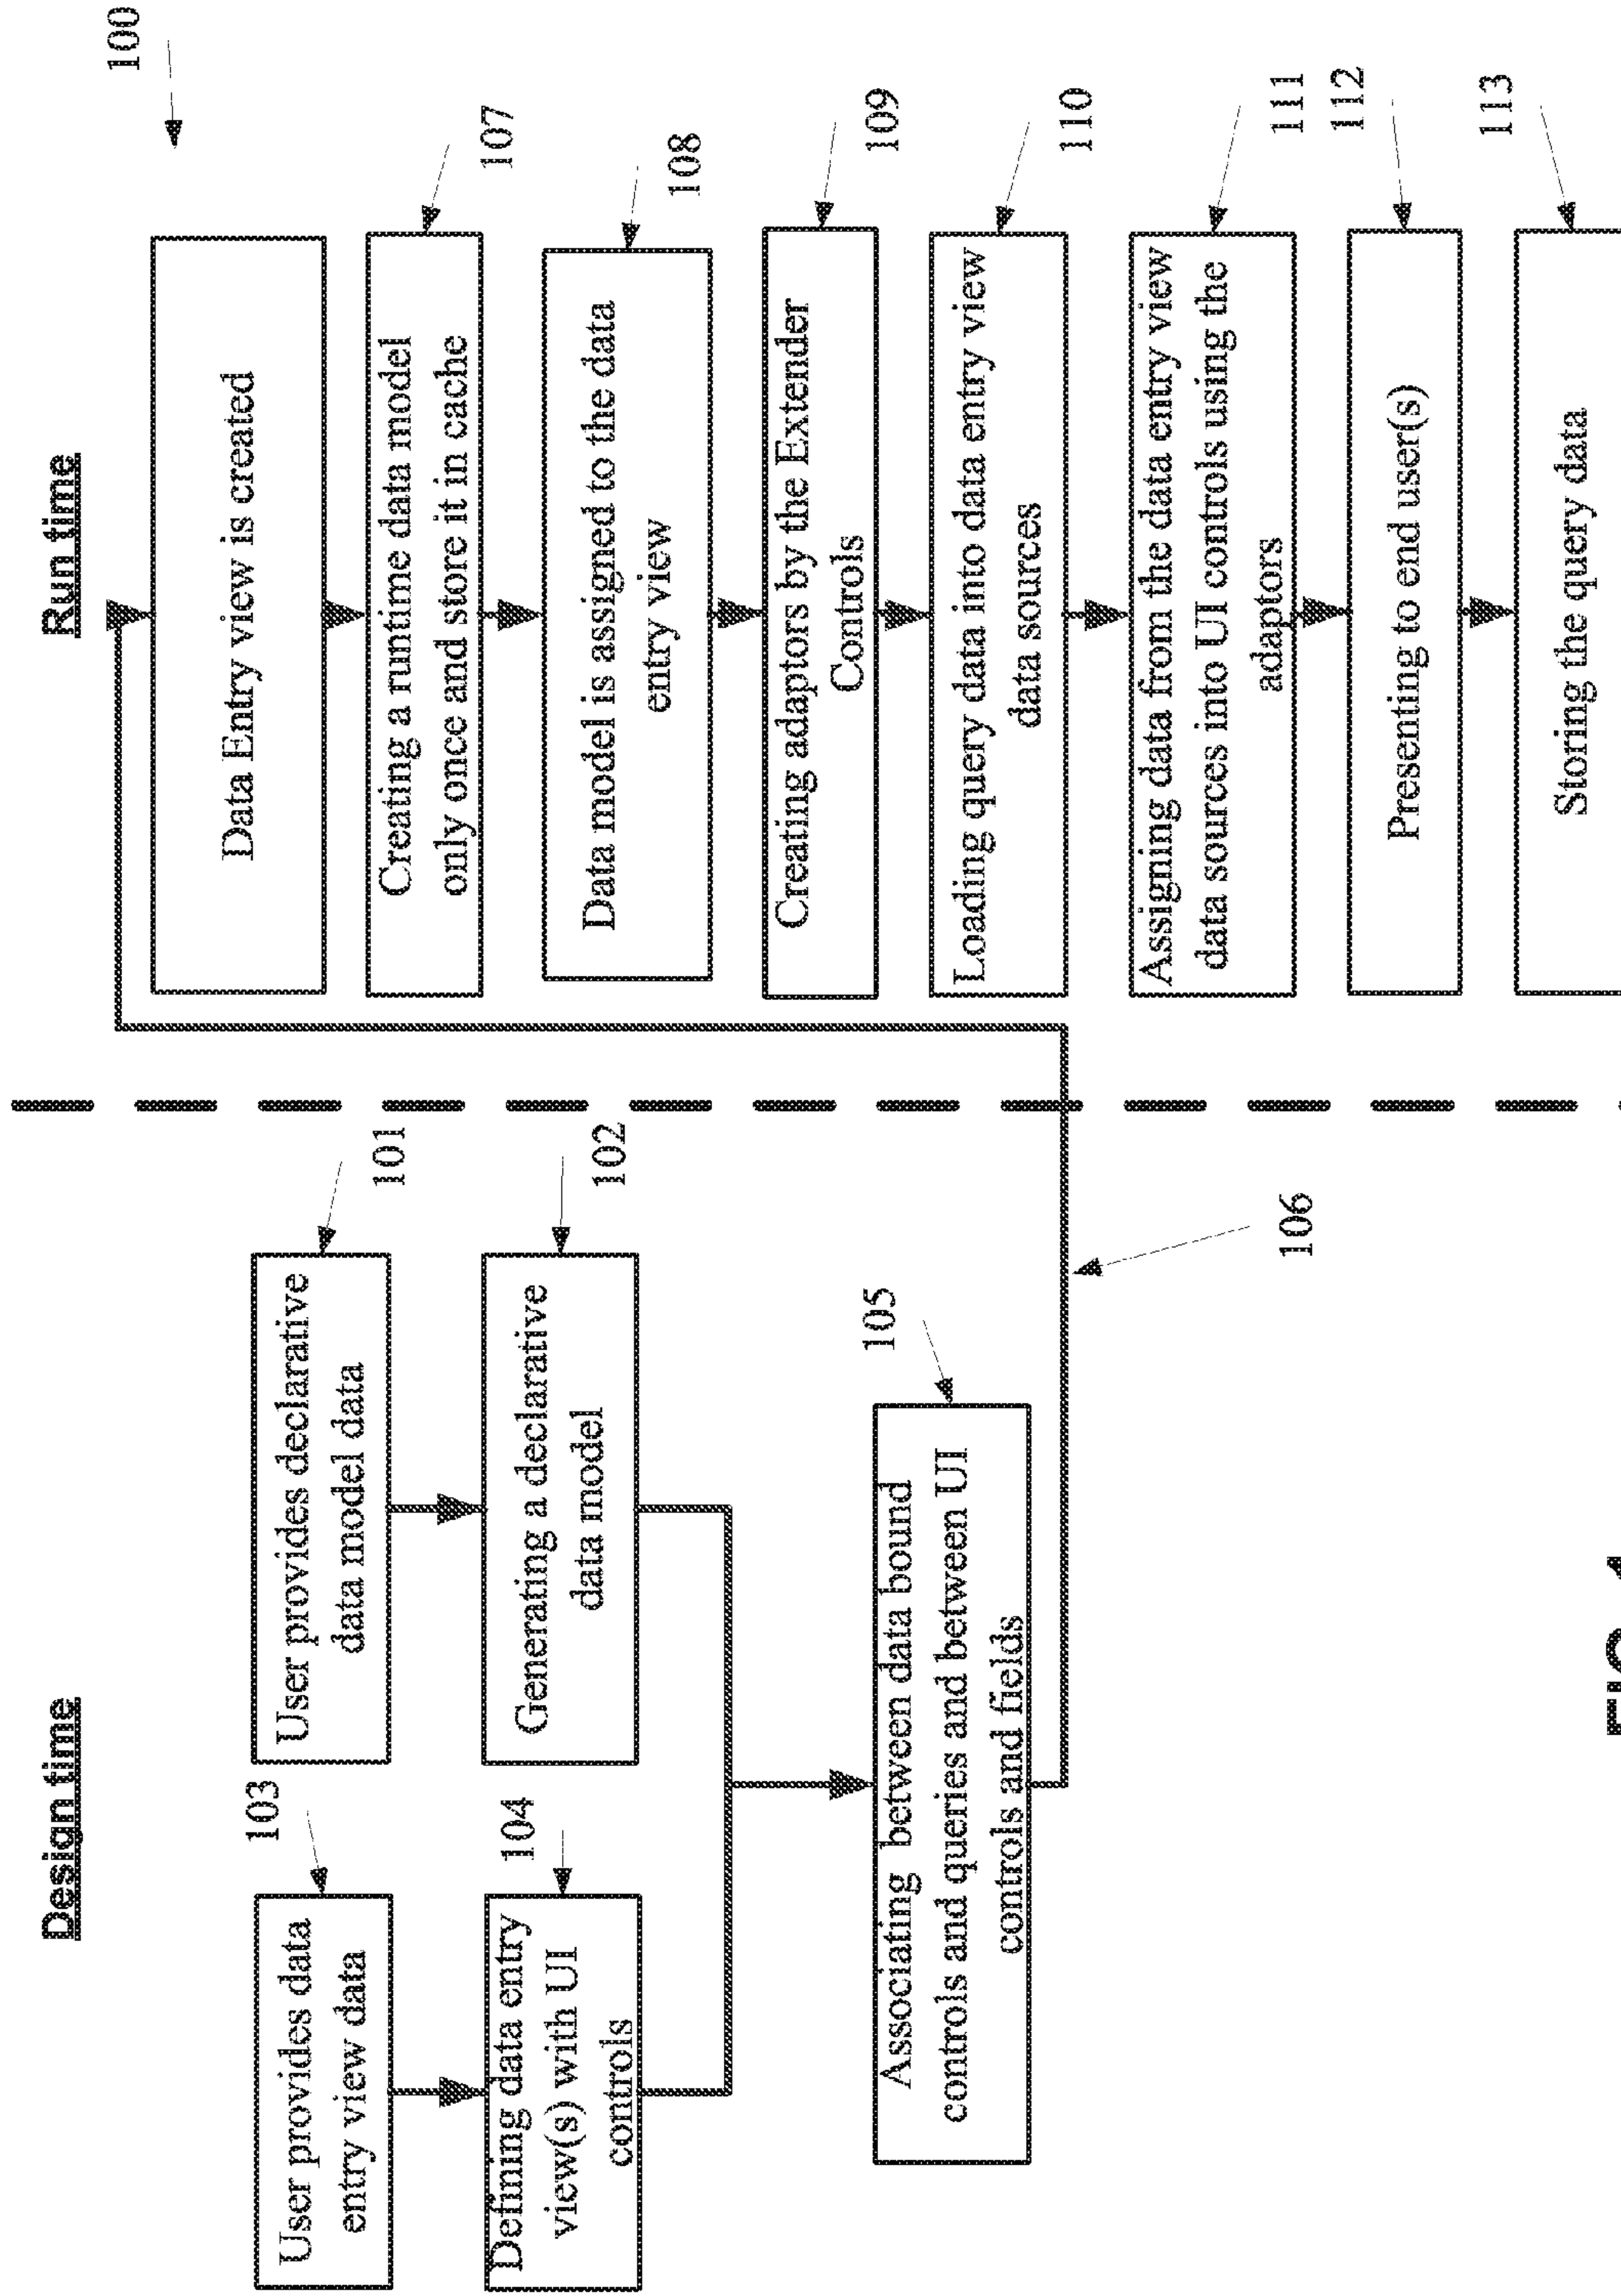 Design time
103
User provides data
entry view data
104
Defining data entry
view(s) with UI
controls
101
User provides declarative
data model data
102
Generating a declarative
data model
105
Associating between data bound
controls and queries and between UI
controls and fields
106
Run time
100
Data Entry view is created
107
Creating a runtime data model
only once and store it in cache
108
Data model is assigned to the data
entry view
109
Creating adaptors by the Extender
Controls
110
Loading query data into data entry view
data sources
111
Assigning data from the data entry view
data sources into UI controls using the
adaptors
112
Presenting to end user(s)
113
Storing the query data